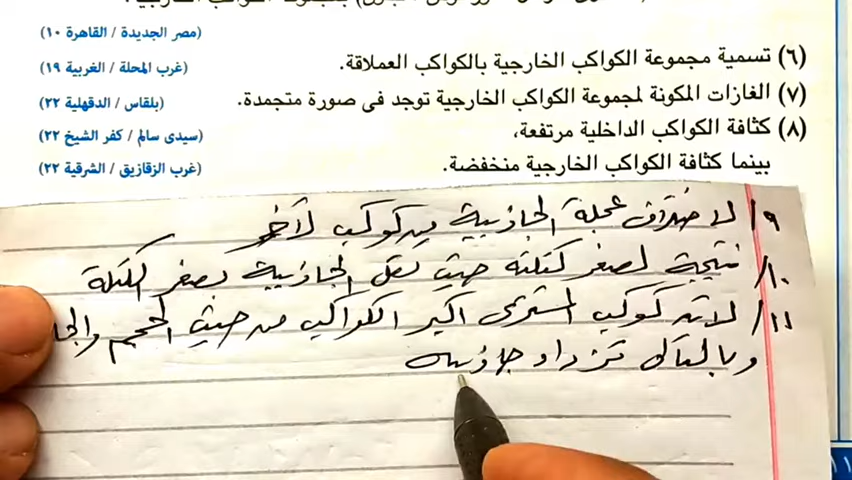 (مصر الجديدة / القاهرة ١٠)
(٦) تسمية مجموعة الكواكب الخارجية بالكواكب العملاقة.
(غرب المحلة / الغربية ١٩)
(٧) الغازات المكونة لمجموعة الكواكب الخارجية توجد فى صورة متجمدة.
(بلقاس / الدقهلية ٢٢)
(٨) كثافة الكواكب الداخلية مرتفعة،
(سيدى سالم / كفر الشيخ ٢٢)
بينما كثافة الكواكب الخارجية منخفضة.
(غرب الزقازيق / الشرقية ٢٢)
٩/ لاختلاف عجلة الجاذبية من كوكب لآخر
١٠/ نتيجة لصغر كتلته حيث تقل الجاذبية بصغر الكتلة
١١/ لانه كوكب المشترى اكبر الكواكب من حيث الحجم
وبالتالى تزداد جاذبيته
١١